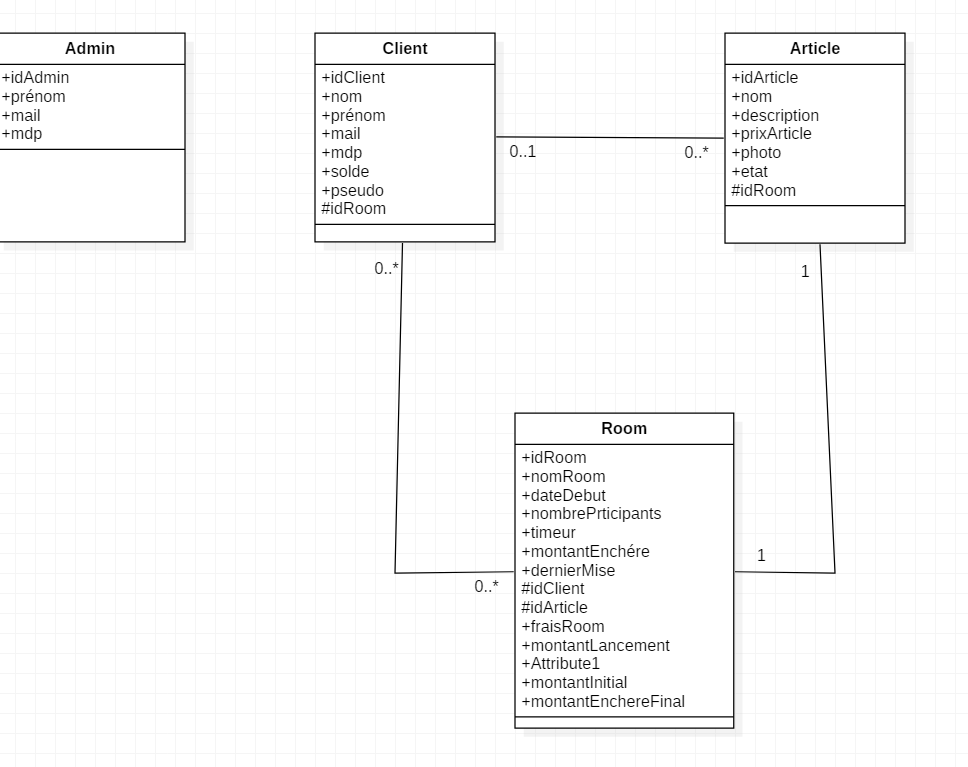 Admin
+idAdmin
+prénom
+mail
+mdp
Client
+idClient
+nom
+prénom
+mail
+mdp
+solde
+pseudo
#idRoom
Article
+idArticle
+nom
+description
+prixArticle
+photo
+etat
#idRoom
0..1
0..*
0..*
1
Room
+idRoom
+nomRoom
+dateDebut
+nombrePrticipants
+timeur
+montantEnchére
+dernierMise
#idClient
#idArticle
+fraisRoom
+montantLancement
+Attribute1
+montantInitial
+montantEnchereFinal
0..*
1